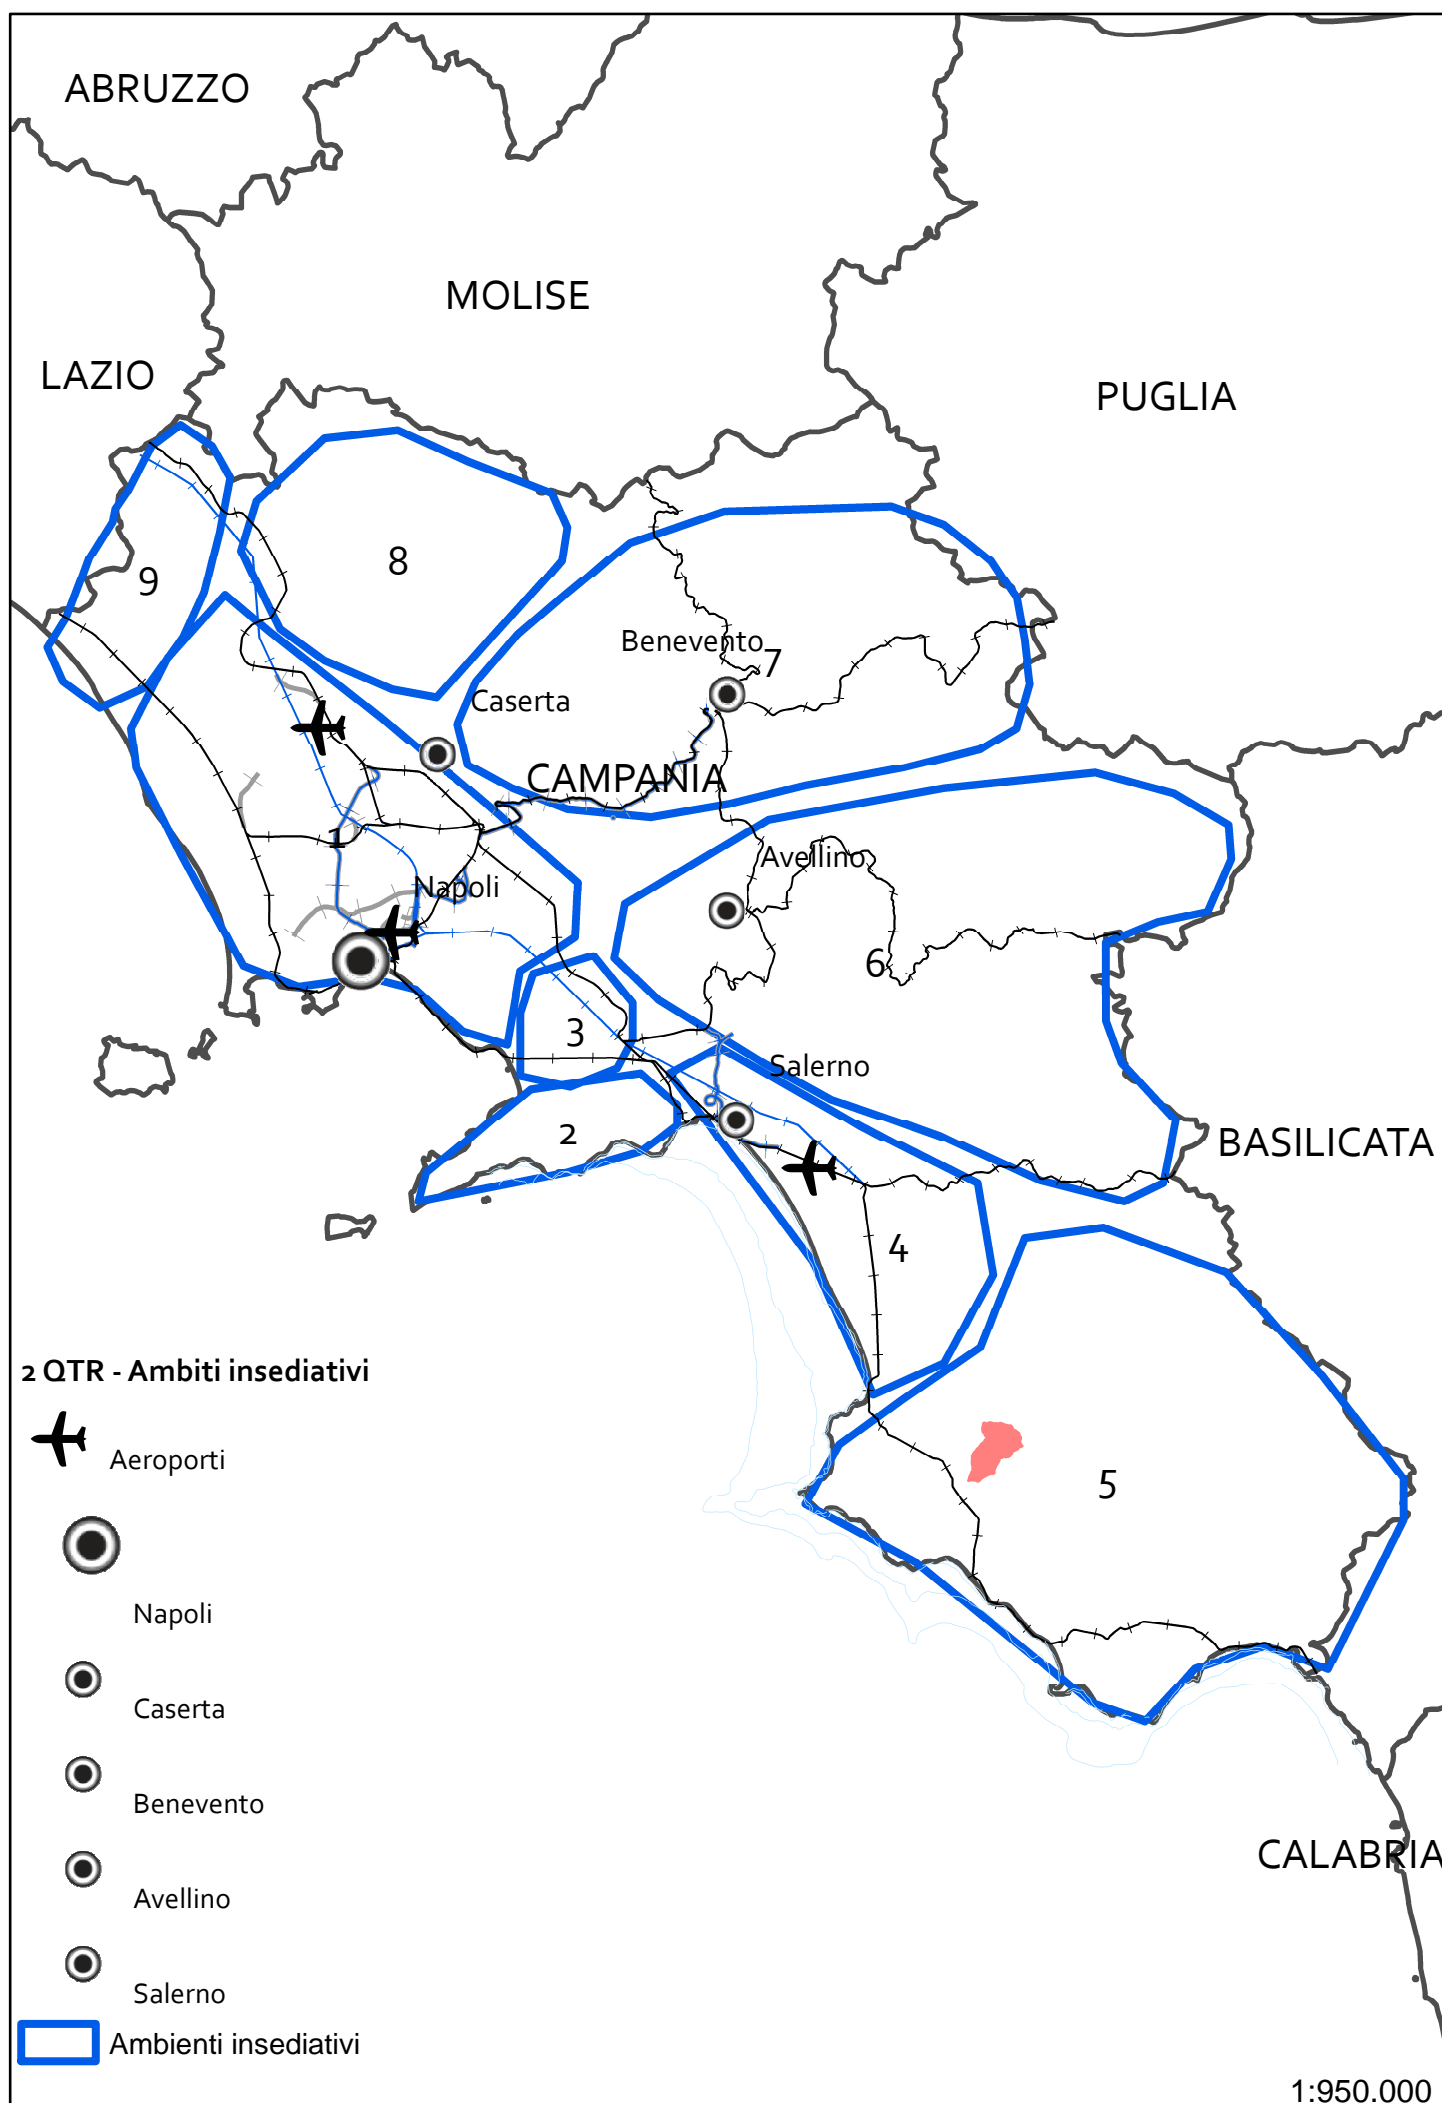 ABRUZZO
MOLISE
LAZIO
PUGLIA
8
9
Benevento
7
Caserta
CAMPANIA
1
Avellino
Napoli
6
3
Salerno
2
BASILICATA
4
2 QTR - Ambiti insediativi
Aeroporti
5
Napoli
Caserta
Benevento
CALABRIA
Avellino
Salerno
Ambienti insediativi
1:950.000